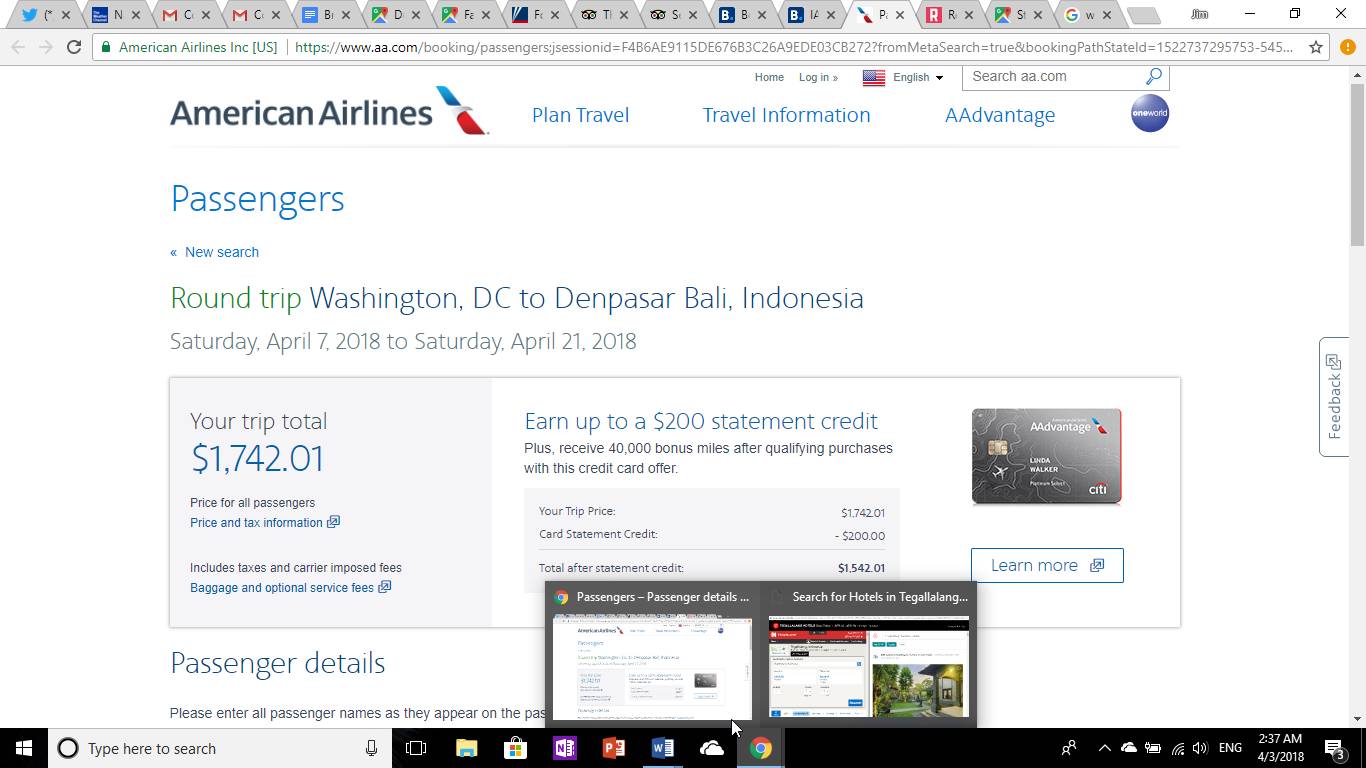 (*
N
C
C
Bi
D
Fa
Fo
Tl
Sc
B
IA
Pa
R
St
w
Jim
American Airlines Inc [US]
https://www.aa.com/booking/passengers;jsessionid=F4B6AE9115DE676B3C26A9EDE03CB272?fromMetaSearch=true&bookingPathStateId=1522737295753-545...
Home Log in » English Search aa.com
American Airlines Plan Travel Travel Information AAdvantage oneworld
Passengers
« New search
Round trip Washington, DC to Denpasar Bali, Indonesia
Saturday, April 7, 2018 to Saturday, April 21, 2018
Your trip total
$1,742.01
Price for all passengers
Price and tax information
Includes taxes and carrier imposed fees
Baggage and optional service fees
Earn up to a $200 statement credit
Plus, receive 40,000 bonus miles after qualifying purchases
with this credit card offer.
Your Trip Price: $1,742.01
Card Statement Credit: - $200.00
Total after statement credit: $1,542.01
AAdvantage
LINDA
WALKER
Platinum Select
citi
Learn more
Feedback
Passenger details
Please enter all passenger names as they appear on the pas
Passengers – Passenger details ...
Search for Hotels in Tegallalang...
Type here to search
ENG
2:37 AM
4/3/2018
3